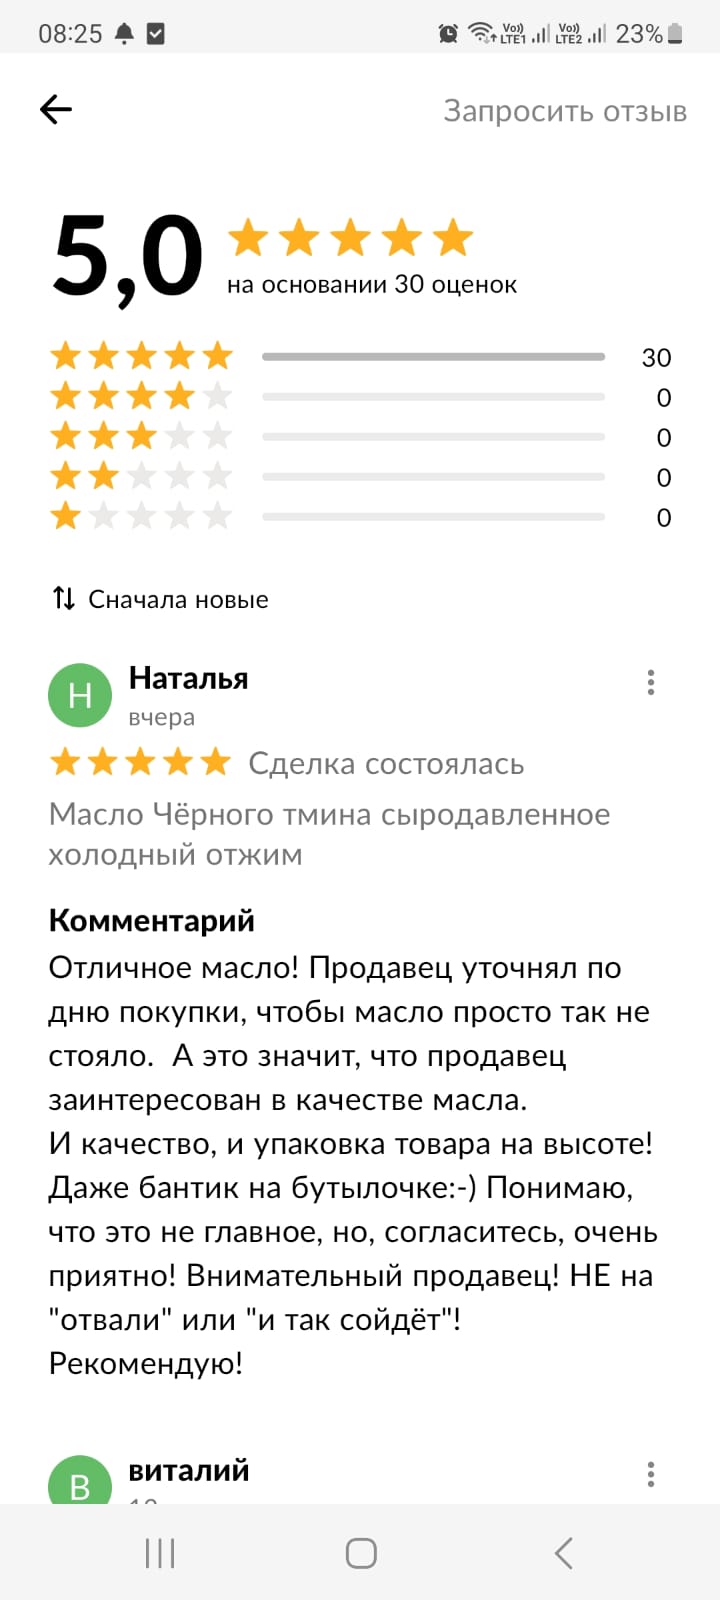 08:25
Vo)) LTE1 Vo)) LTE2 23%
Запросить отзыв
5,0
на основании 30 оценок
30
0
0
0
0
Сначала новые
Н
Наталья
вчера
Сделка состоялась
Масло Чёрного тмина сыродавленное
холодный отжим
Комментарий
Отличное масло! Продавец уточнял по
дню покупки, чтобы масло просто так не
стояло.  А это значит, что продавец
заинтересован в качестве масла.
И качество, и упаковка товара на высоте!
Даже бантик на бутылочке:-) Понимаю,
что это не главное, но, согласитесь, очень
приятно! Внимательный продавец! НЕ на
"отвали" или "и так сойдёт"!
Рекомендую!
В
виталий